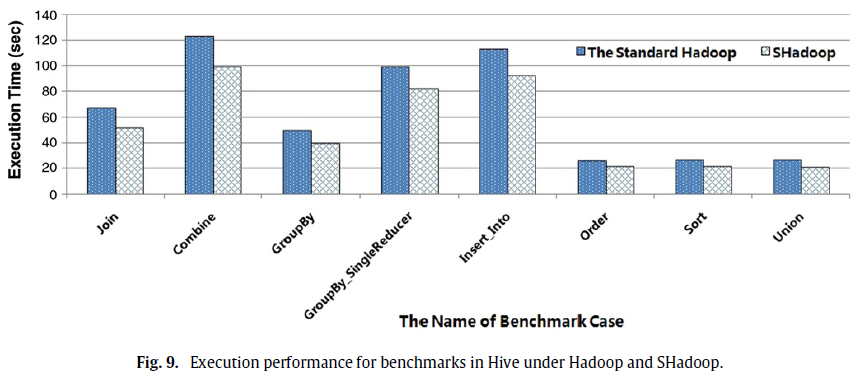 Execution Time (sec)
140
120
100
80
60
40
20
0
The Standard Hadoop
SHadoop
Join
Combine
GroupBy
GroupBy_SingleReducer
Insert_Into
Order
Sort
Union
The Name of Benchmark Case
Fig. 9. Execution performance for benchmarks in Hive under Hadoop and SHadoop.